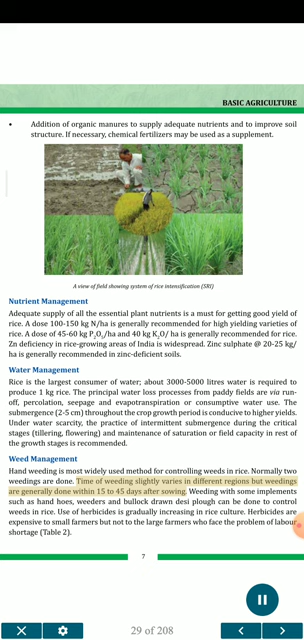 BASIC AGRICULTURE
• Addition of organic manures to supply adequate nutrients and to improve soil
structure. If necessary, chemical fertilizers may be used as a supplement.
A view of field showing system of rice intensification (SRI)
Nutrient Management
Adequate supply of all the essential plant nutrients is a must for getting good yield of
rice. A dose 100-150 kg N/ha is generally recommended for high yielding varieties of
rice. A dose of 45-60 kg P₂O₅/ha and 40 kg K₂O/ ha is generally recommended for rice.
Zn deficiency in rice-growing areas of India is widespread. Zinc sulphate @ 20-25 kg/
ha is generally recommended in zinc-deficient soils.
Water Management
Rice is the largest consumer of water; about 3000-5000 litres water is required to
produce 1 kg rice. The principal water loss processes from paddy fields are via run-
off, percolation, seepage and evapotranspiration or consumptive water use. The
submergence (2-5 cm) throughout the crop growth period is conducive to higher yields.
Under water scarcity, the practice of intermittent submergence during the critical
stages (tillering, flowering) and maintenance of saturation or field capacity in rest of
the growth stages is recommended.
Weed Management
Hand weeding is most widely used method for controlling weeds in rice. Normally two
weedings are done. Time of weeding slightly varies in different regions but weedings
are generally done within 15 to 45 days after sowing. Weeding with some implements
such as hand hoes, weeders and bullock drawn desi plough can be done to control
weeds in rice. Use of herbicides is gradually increasing in rice culture. Herbicides are
expensive to small farmers but not to the large farmers who face the problem of labour
shortage (Table 2).
7
29 of 208